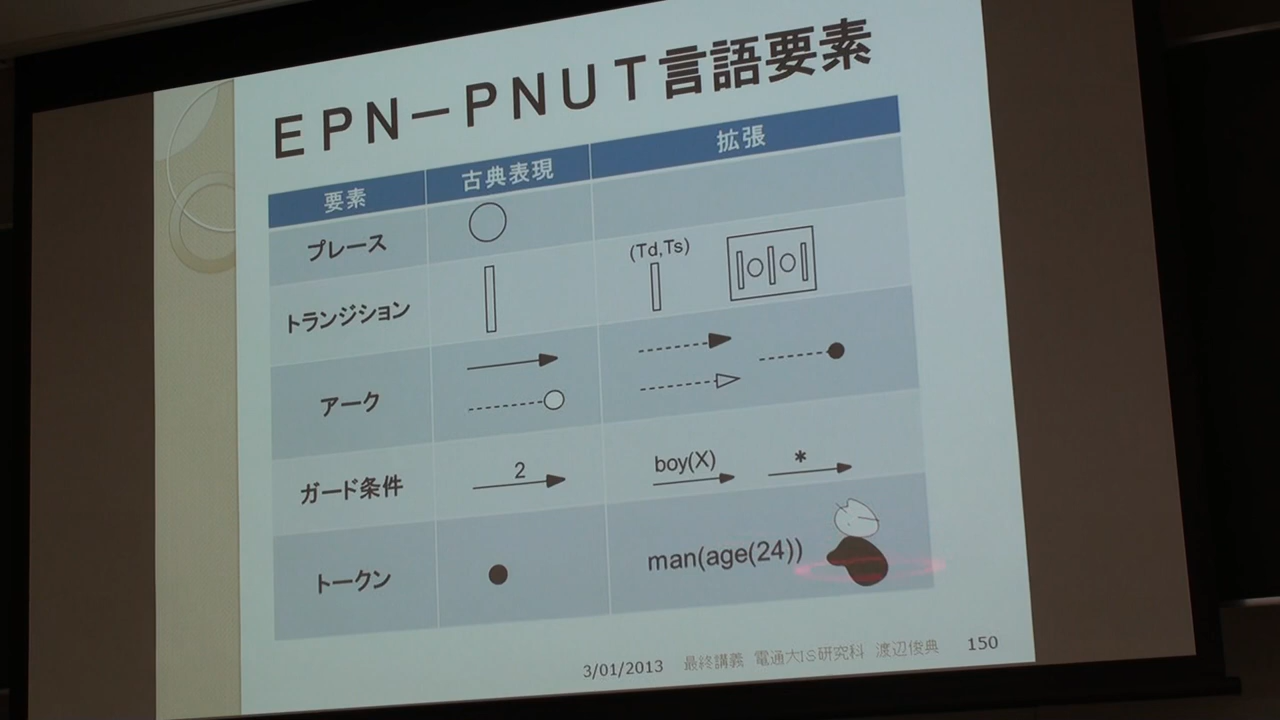 ＥＰＮ－ＰＮＵＴ言語要素
要素 古典表現 拡張
プレース
トランジション (Td,Ts)
アーク
ガード条件 2 boy(X) *
トークン man(age(24))
3/01/2013 最終講義 電通大IS研究科 渡辺俊典 150